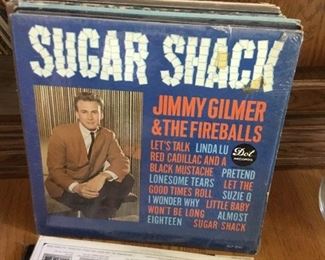 SUGAR SHACK
JIMMY GILMER
& THE FIREBALLS
LET'S TALK LINDA LU
RED CADILLAC AND A
BLACK MUSTACHE PRETEND
LONESOME TEARS LET THE
GOOD TIMES ROLL SUZIE Q
I WONDER WHY LITTLE BABY
WON'T BE LONG ALMOST
EIGHTEEN SUGAR SHACK
Dot
RECORDS